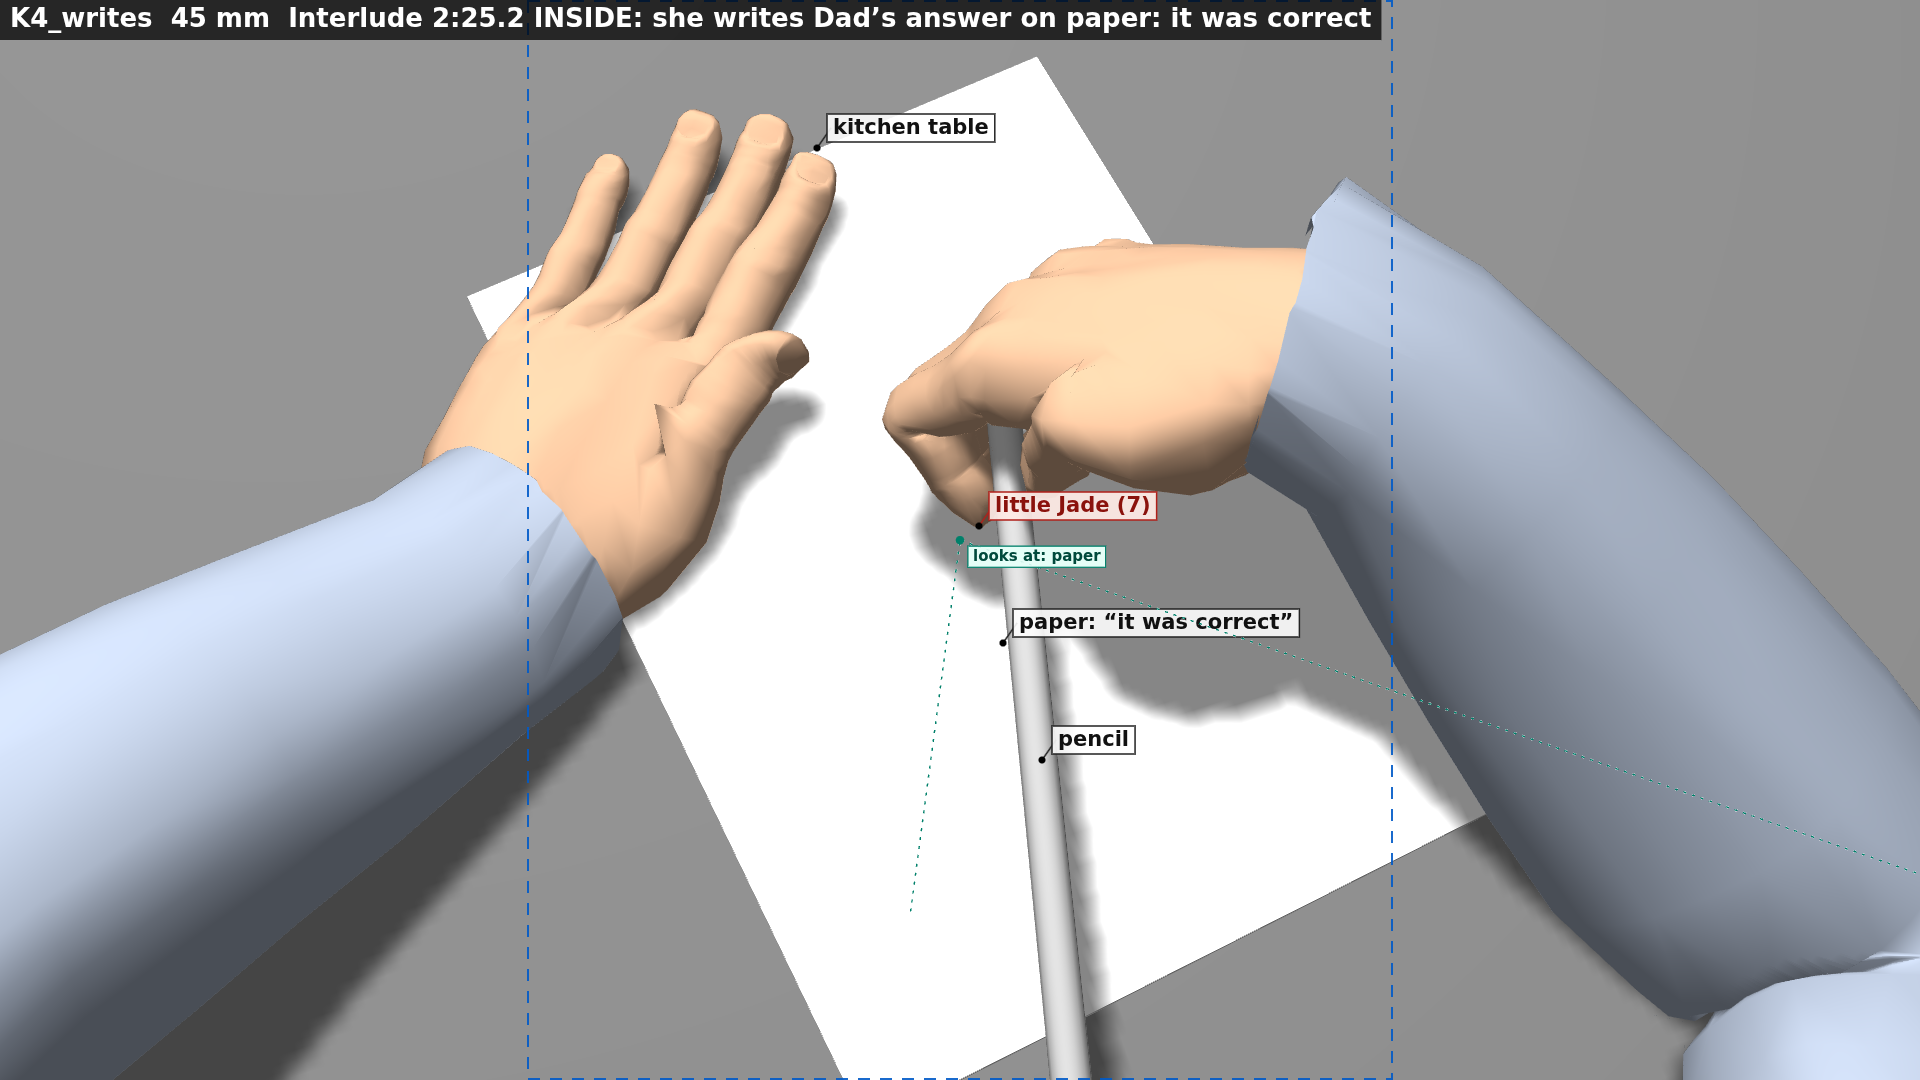 K4_writes  45 mm  Interlude 2:25.2 INSIDE: she writes Dad’s answer on paper: it was correct
kitchen table
little Jade (7)
looks at: paper
paper: “it was correct”
pencil